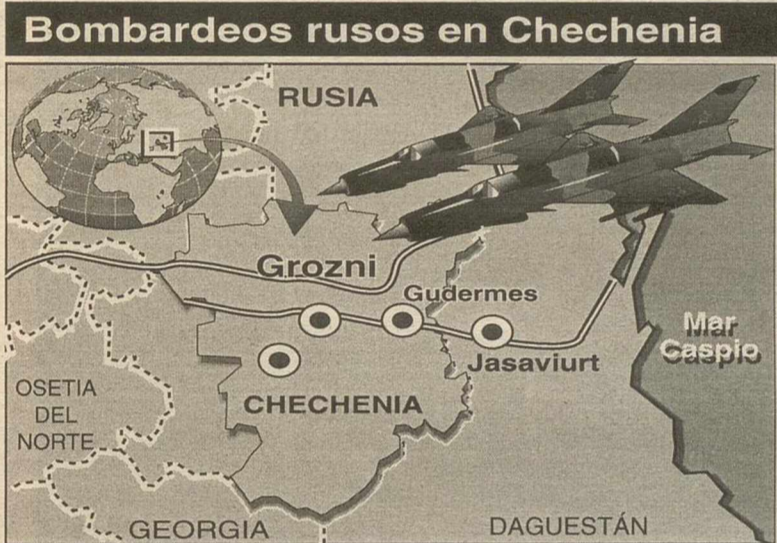 Bombardeos rusos en Chechenia
RUSIA
Grozni
Gudermes
Mar
Caspio
Jasaviurt
OSETIA
DEL
NORTE
CHECHENIA
GEORGIA
DAGUESTÁN